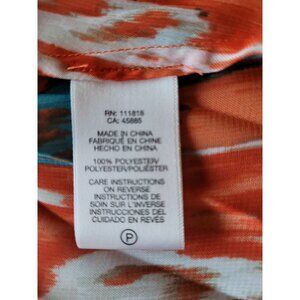 RN: 111818
CA: 45885
MADE IN CHINA
FABRIQUÉ EN CHINE
HECHO EN CHINA
100% POLYESTER/
POLYESTER/POLIÉSTER
CARE INSTRUCTIONS
ON REVERSE
INSTRUCTIONS DE
SOIN SUR L'INVERSE
INSTRUCCIONES DEL
CUIDADO EN REVÉS
P